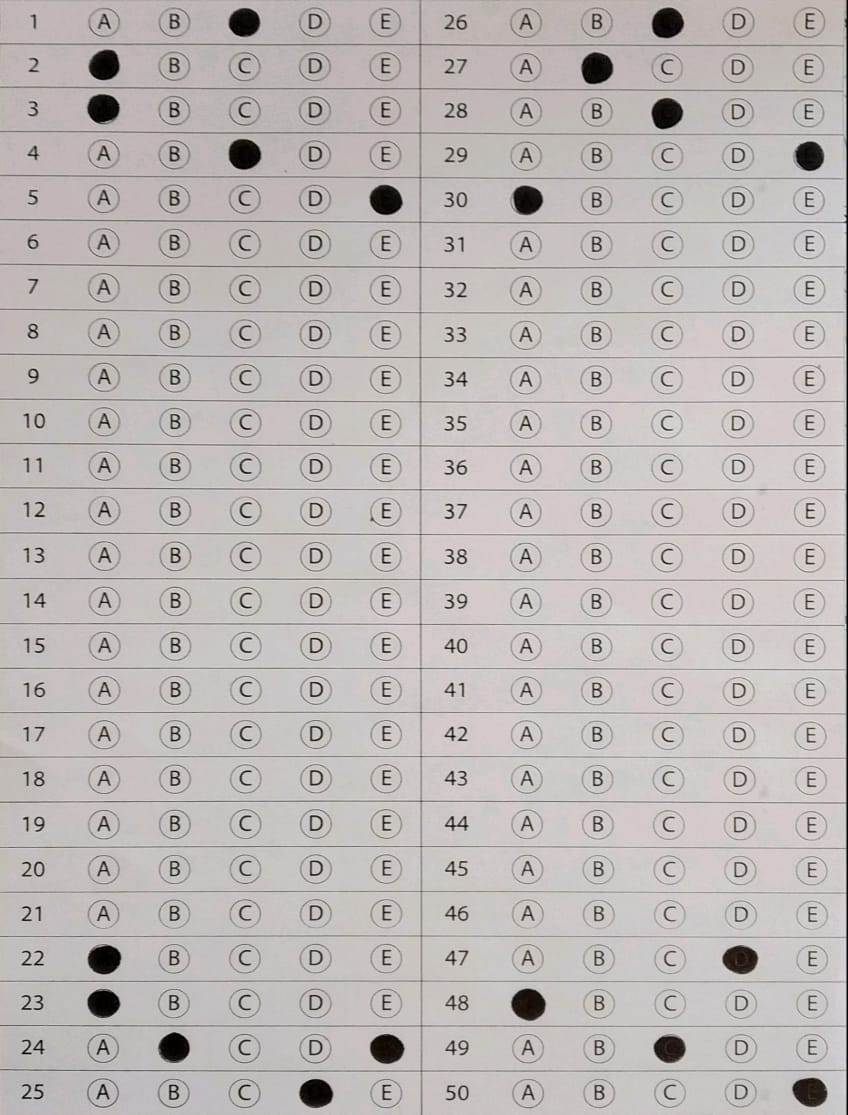 1 A B D E
2 B C D E
3 B C D E
4 A B D E
5 A B C D
6 A B C D E
7 A B C D E
8 A B C D E
9 A B C D E
10 A B C D E
11 A B C D E
12 A B C D E
13 A B C D E
14 A B C D E
15 A B C D E
16 A B C D E
17 A B C D E
18 A B C D E
19 A B C D E
20 A B C D E
21 A B C D E
22 B C D E
23 B C D E
24 A C D
25 A B C E
26 A B D E
27 A C D E
28 A B D E
29 A B C D
30 B C D E
31 A B C D E
32 A B C D E
33 A B C D E
34 A B C D E
35 A B C D E
36 A B C D E
37 A B C D E
38 A B C D E
39 A B C D E
40 A B C D E
41 A B C D E
42 A B C D E
43 A B C D E
44 A B C D E
45 A B C D E
46 A B C D E
47 A B C D E
48 B C D E
49 A B C D E
50 A B C D E